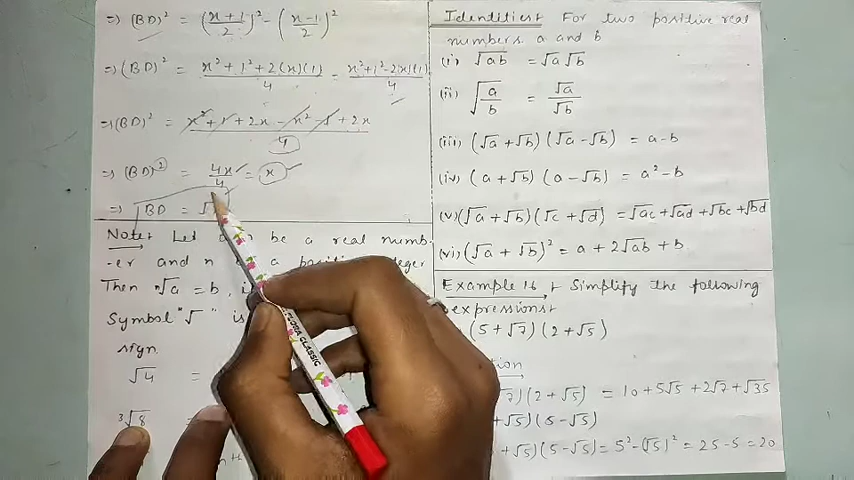 ⇒ (BD)² = (x+1/2)² - (x-1/2)²
⇒ (BD)² = x²+1²+2(x)(1)/4 = x²+1²-2(x)(1)/4
⇒ (BD)² = x²+1+2x-x²-1+2x/4
⇒ (BD)² = 4x/4 = x
⇒ BD = √
Note: Let a be a real numb-
-er and n a positive integer
Then ⁿ√a = b,
Symbol "√ " is
sign.
√4 =
³√8 =
Identities: For two positive real
numbers a and b
(i) √ab = √a√b
(ii) √a/b = √a/√b
(iii) (√a+√b)(√a-√b) = a-b
(iv) (a+√b)(a-√b) = a²-b
(v) (√a+√b)(√c+√d) = √ac+√ad+√bc+√bd
(vi) (√a+√b)² = a+2√ab+b
Example 16: Simplify the following
expressions:
(5+√7)(2+√5)
(2+√5) = 10+5√5+2√7+√35
+√5)(5-√5)
+√5)(5-√5) = 5²-(√5)² = 25-5 = 20
FLORA CLASSIC